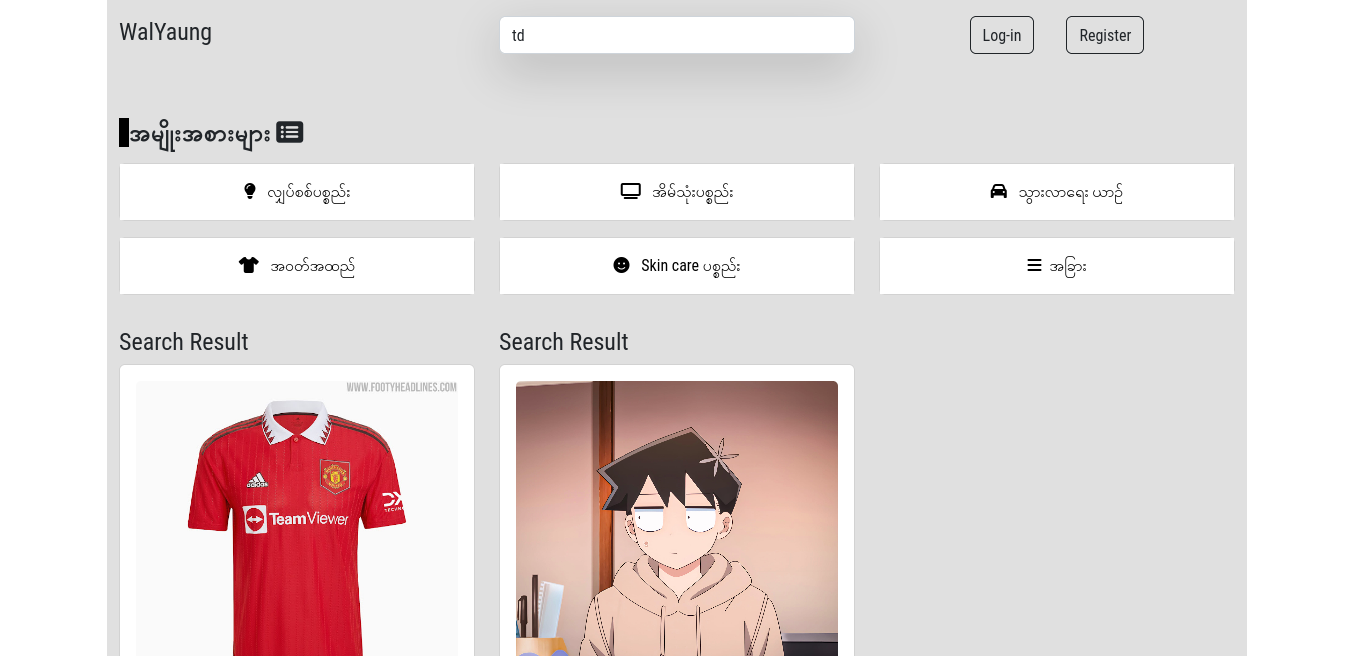 WalYaung
td
Log-in
Register
အမျိုးအစားများ
လျှပ်စစ်ပစ္စည်း
အိမ်သုံးပစ္စည်း
သွားလာရေး ယာဉ်
အဝတ်အထည်
Skin care ပစ္စည်း
အခြား
Search Result
Search Result
WWW.FOOTYHEADLINES.COM
adidas
TeamViewer